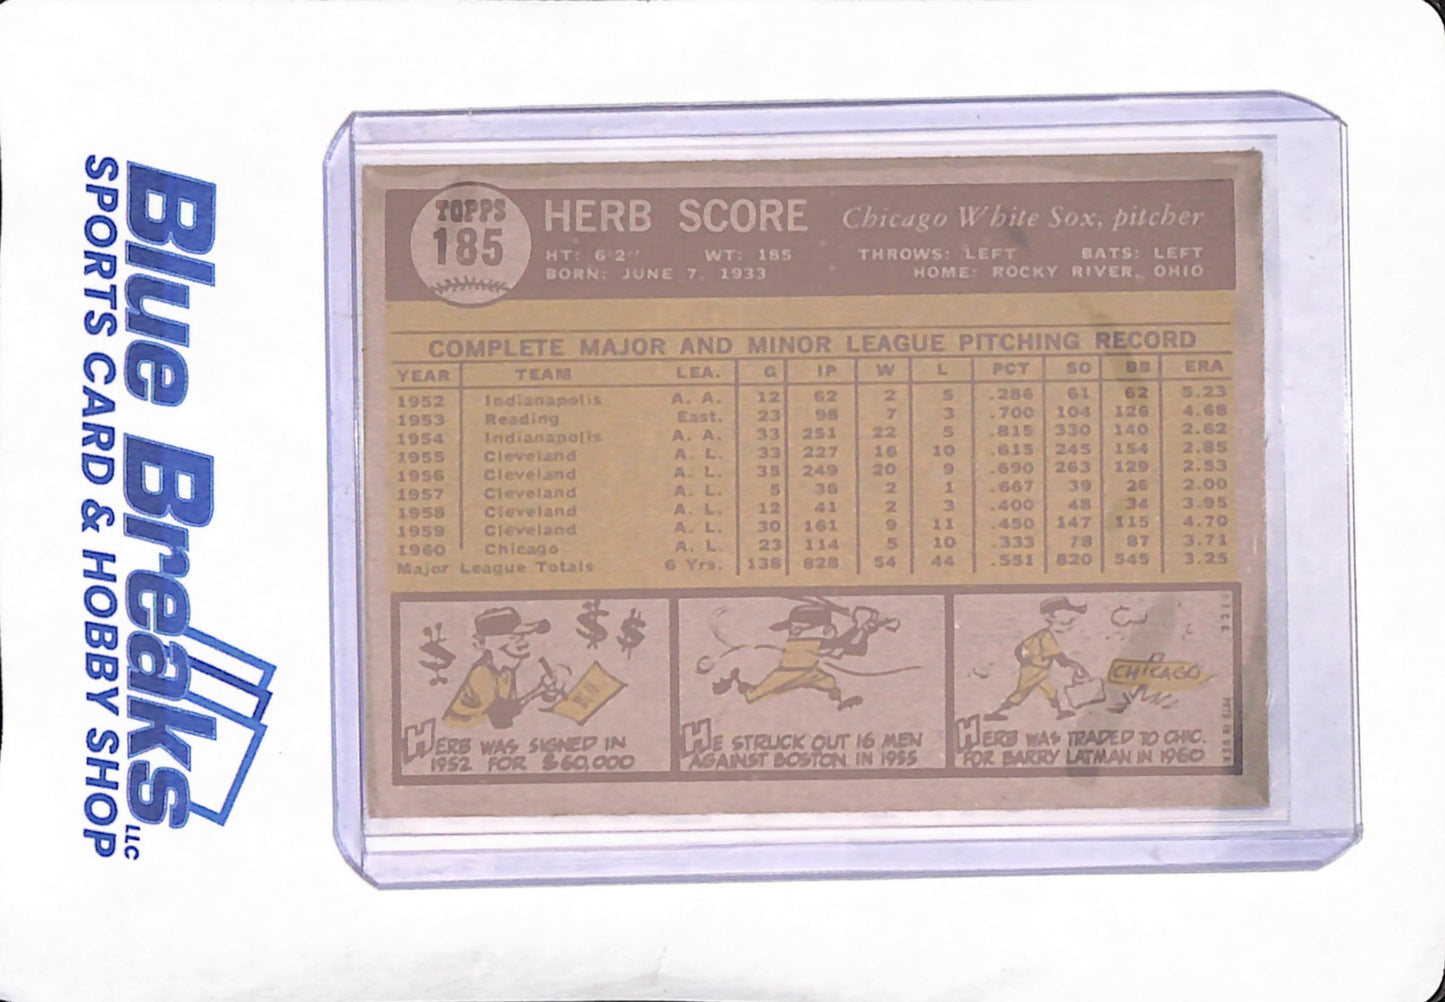 Blue Breaks LLC
SPORTS CARD & HOBBY SHOP
TOPPS
185
HERB SCORE Chicago White Sox, pitcher
HT: 6'2" WT: 185 THROWS: LEFT BATS: LEFT
BORN: JUNE 7, 1933 HOME: ROCKY RIVER, OHIO
COMPLETE MAJOR AND MINOR LEAGUE PITCHING RECORD
YEAR TEAM LEA. G IP W L PCT SO BB ERA
1952 Indianapolis A. A. 12 62 2 5 .286 61 62 5.23
1953 Reading East. 23 98 7 3 .700 104 126 4.68
1954 Indianapolis A. A. 33 251 22 5 .815 330 140 2.62
1955 Cleveland A. L. 33 227 16 10 .615 245 154 2.85
1956 Cleveland A. L. 35 249 20 9 .690 263 129 2.53
1957 Cleveland A. L. 5 36 2 1 .667 39 26 2.00
1958 Cleveland A. L. 12 41 2 3 .400 48 34 3.95
1959 Cleveland A. L. 30 161 9 11 .450 147 115 4.70
1960 Chicago A. L 23 114 5 10 .333 78 87 3.71
Major League Totals 6 Yrs. 138 828 54 44 .551 820 545 3.25
$ $ $
HERB WAS SIGNED IN
1952 FOR $60,000
HE STRUCK OUT 16 MEN
AGAINST BOSTON IN 1955
CHICAGO
HERB WAS TRADED TO CHIC.
FOR BARRY LATMAN IN 1960